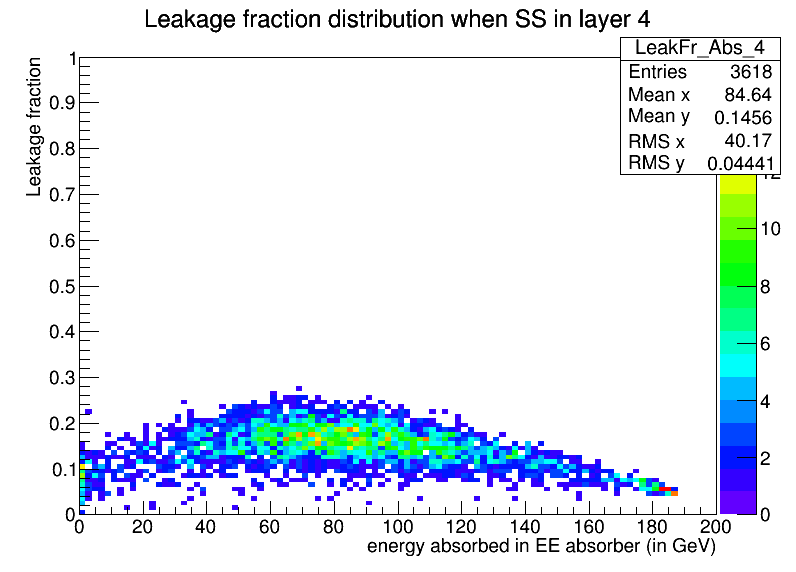 Leakage fraction distribution when SS in layer 4
LeakFr_Abs_4
Entries 3618
Mean x 84.64
Mean y 0.1456
RMS x 40.17
RMS y 0.04441
Leakage fraction
1
0.9
0.8
0.7
0.6
0.5
0.4
0.3
0.2
0.1
0
0 20 40 60 80 100 120 140 160 180 200
energy absorbed in EE absorber (in GeV)
12
10
8
6
4
2
0